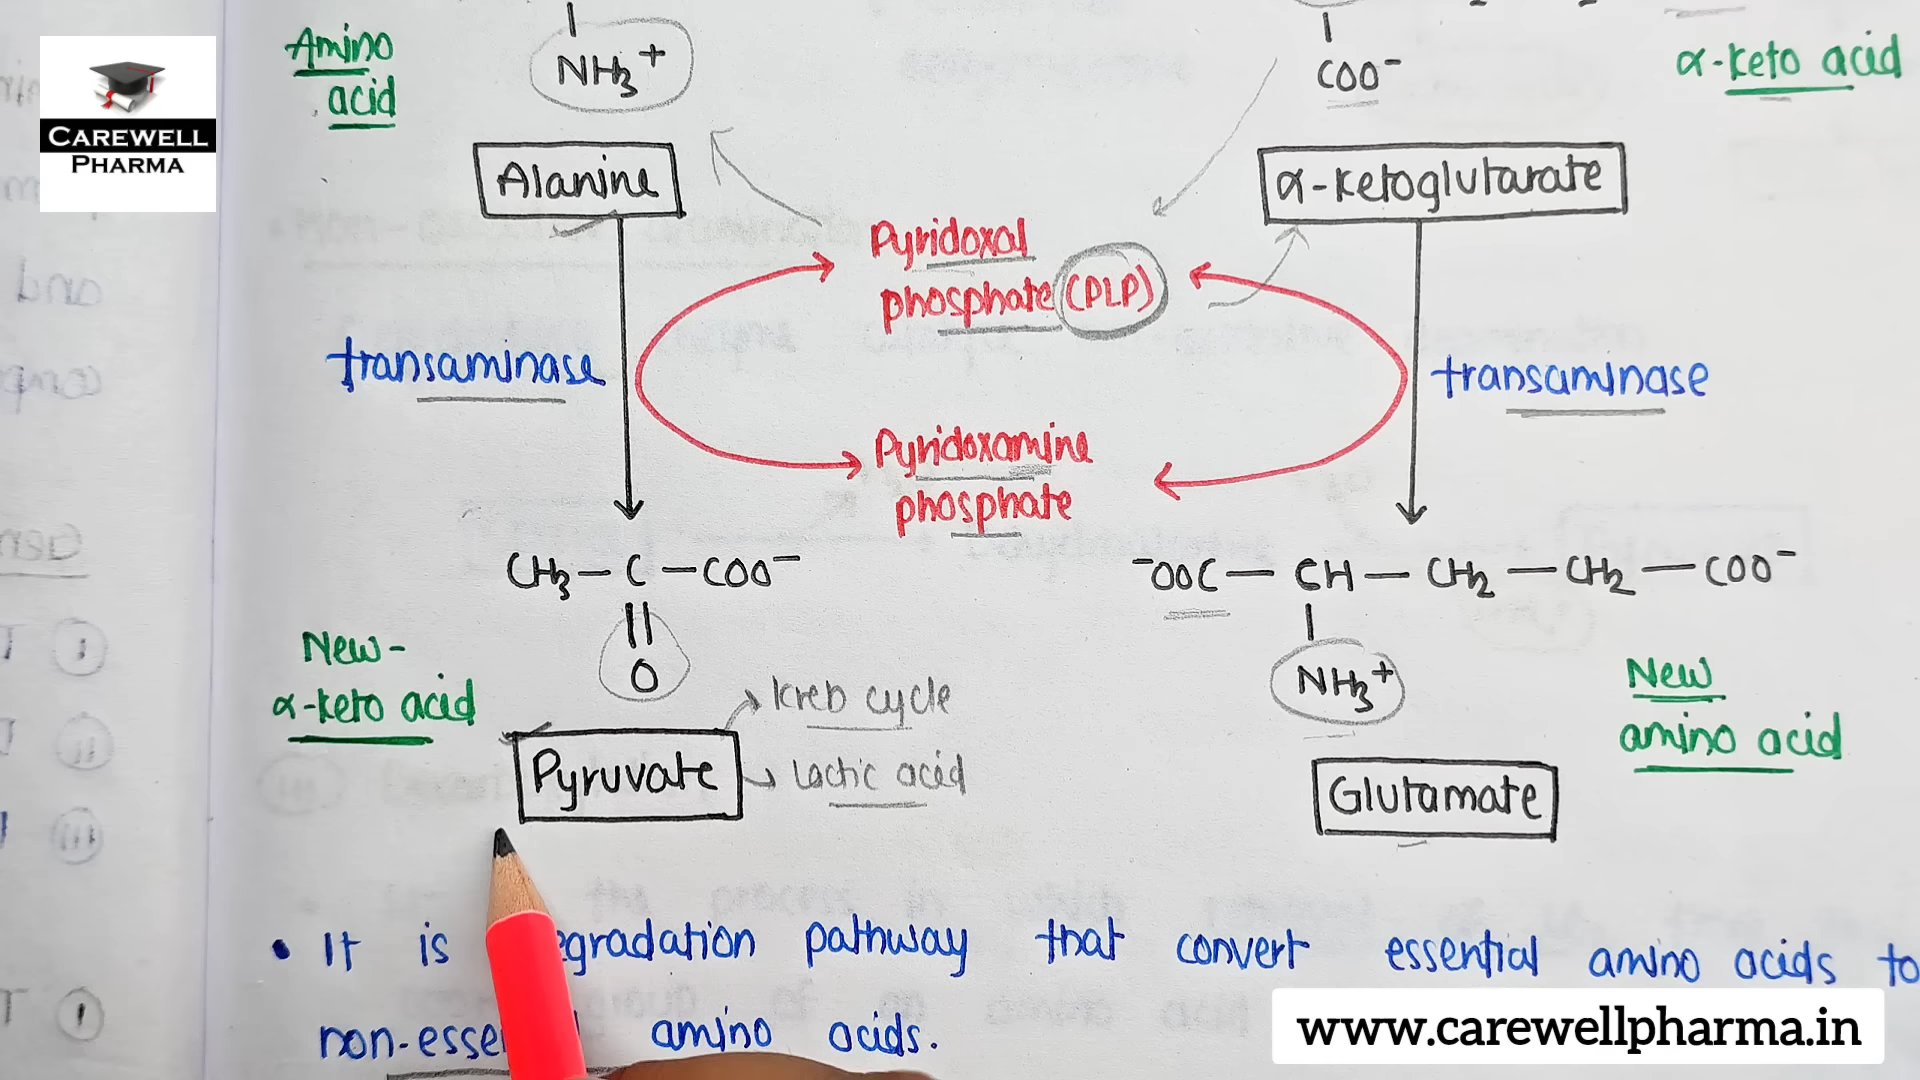 Amino
acid
NH3+
COO-
α-keto acid
CAREWELL
PHARMA
Alanine
α-Ketoglutarate
Pyridoxal
phosphate (PLP)
transaminase
transaminase
Pyridoxamine
phosphate
CH3 — C — COO-
O
-OOC — CH — CH2 — CH2 — COO-
NH3+
New-
α-keto acid
Kreb cycle
Pyruvate
Lactic acid
New
amino acid
Glutamate
• It is egradation pathway that convert essential amino acids to
non-esse amino acids.
www.carewellpharma.in